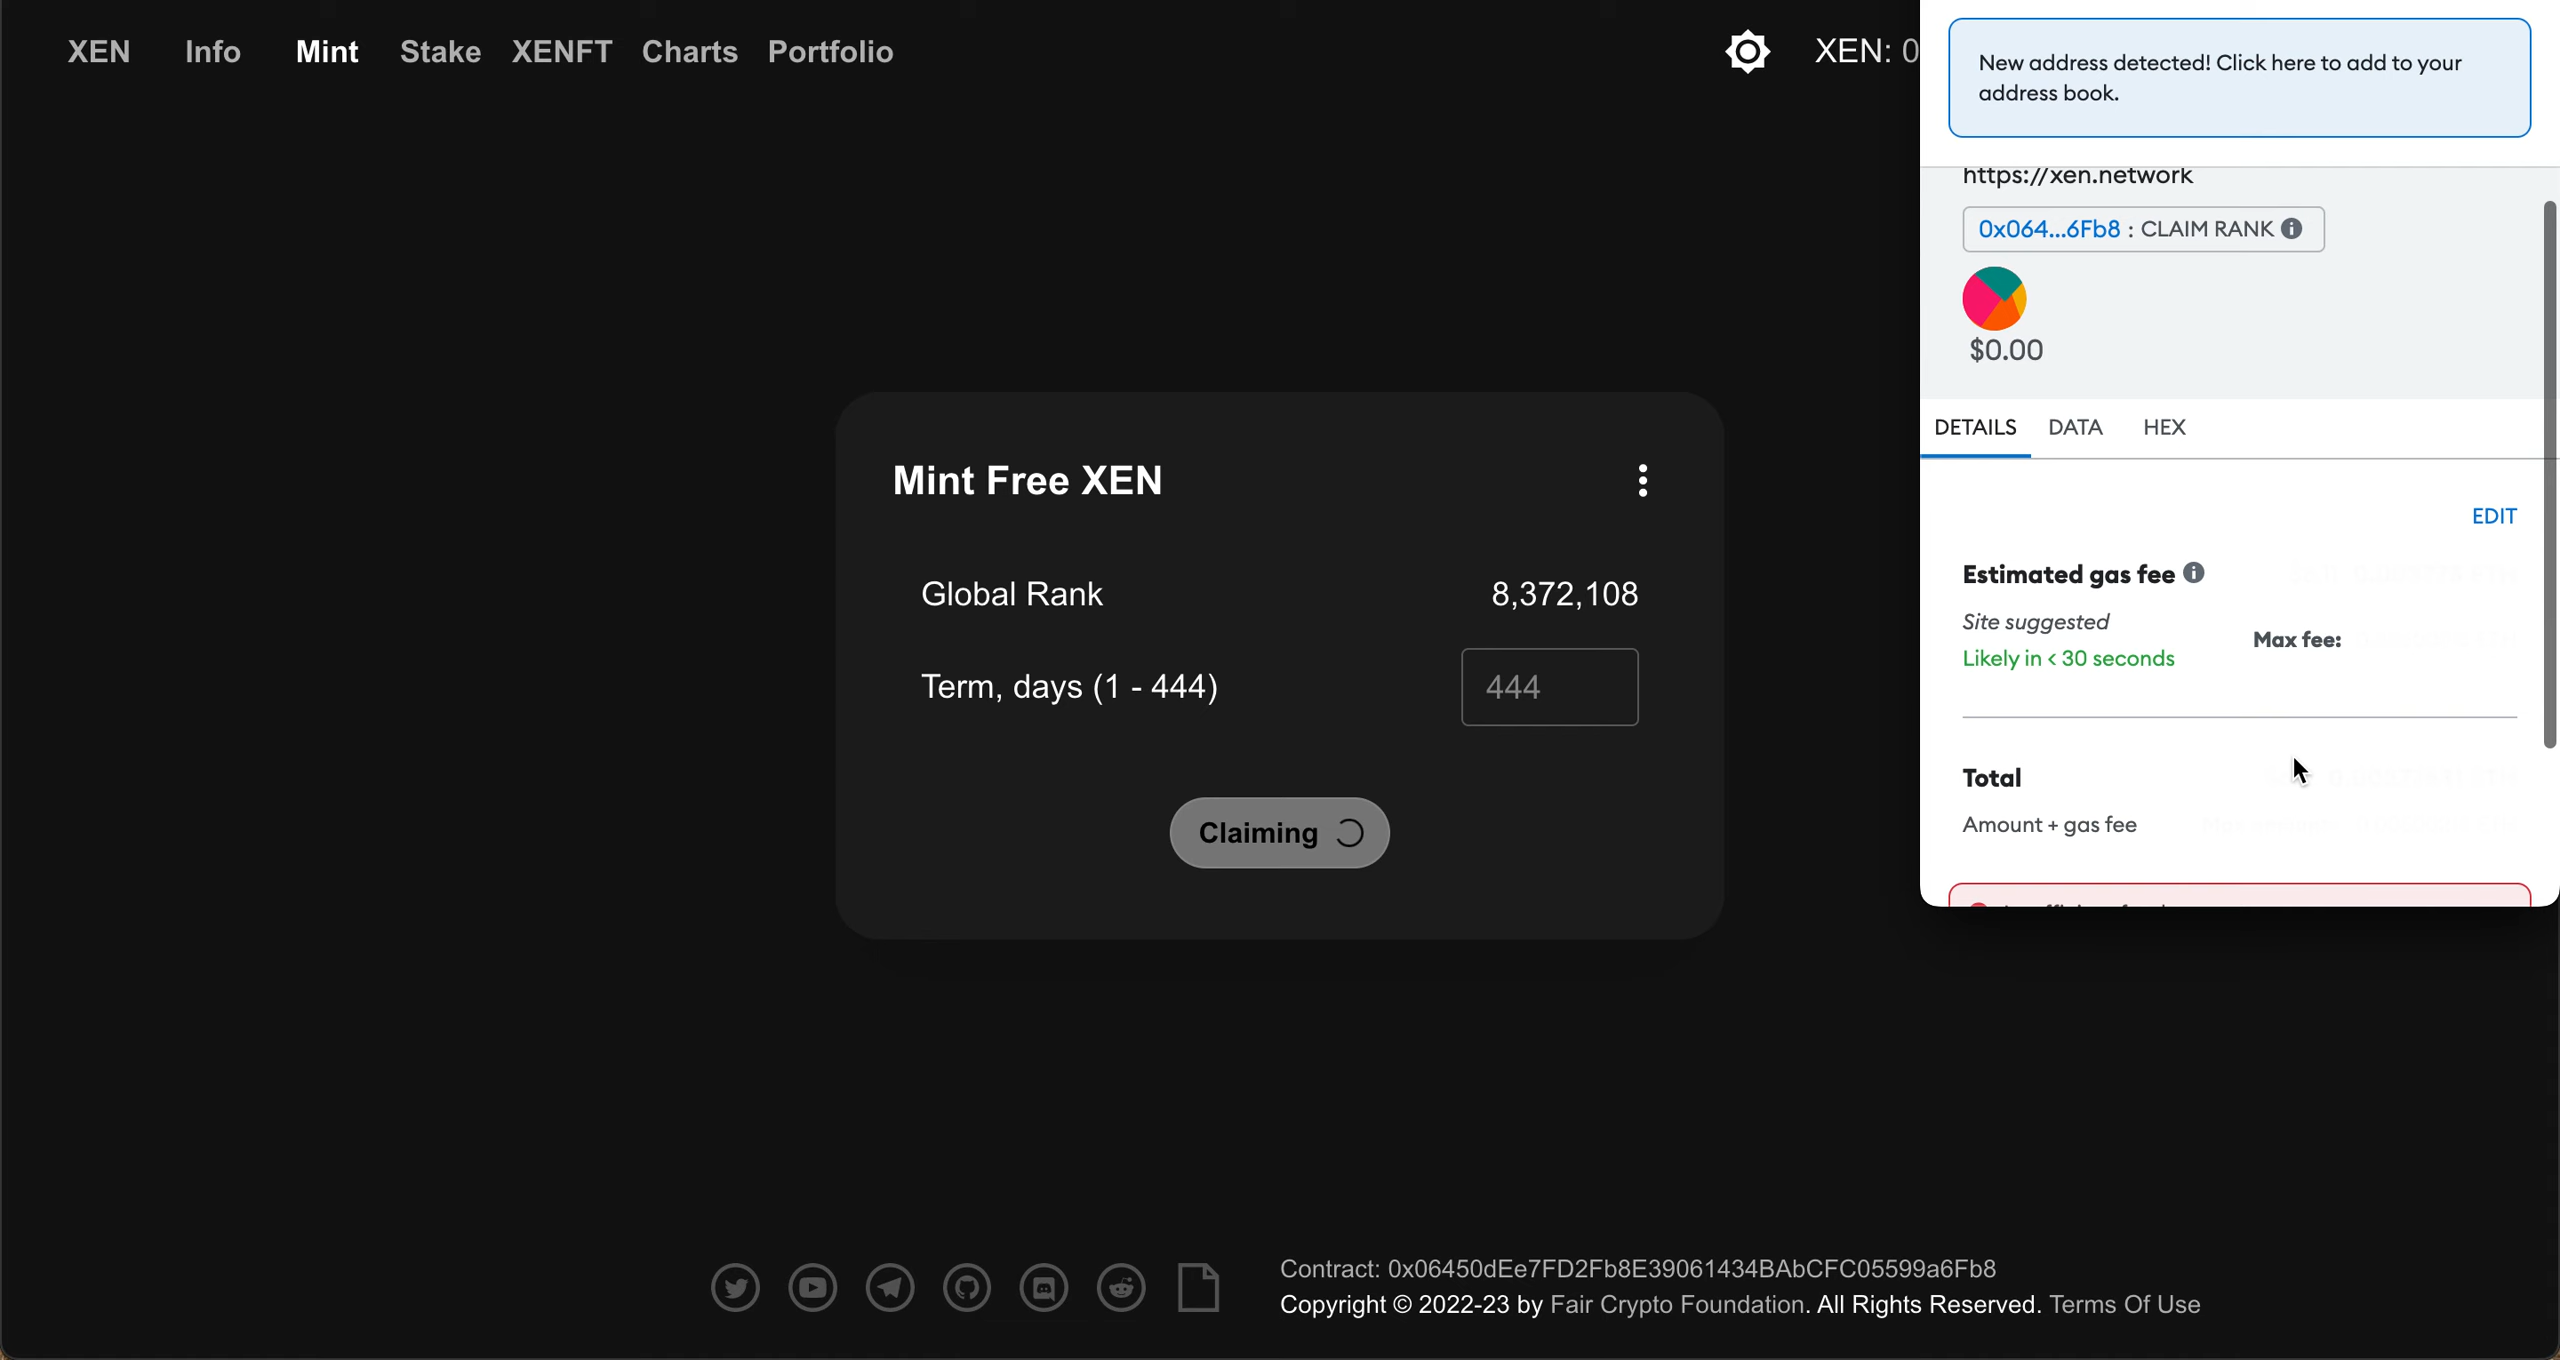 XEN Info Mint Stake XENFT Charts Portfolio XEN: 0
New address detected! Click here to add to your
address book.
https://xen.network
0x064...6Fb8 : CLAIM RANK
$0.00
DETAILS DATA HEX
EDIT
Estimated gas fee
Site suggested
Likely in < 30 seconds
Max fee:
Total
Amount + gas fee
Mint Free XEN
Global Rank 8,372,108
Term, days (1 - 444) 444
Claiming
Contract: 0x06450dEe7FD2Fb8E39061434BAbCFC05599a6Fb8
Copyright © 2022-23 by Fair Crypto Foundation. All Rights Reserved. Terms Of Use